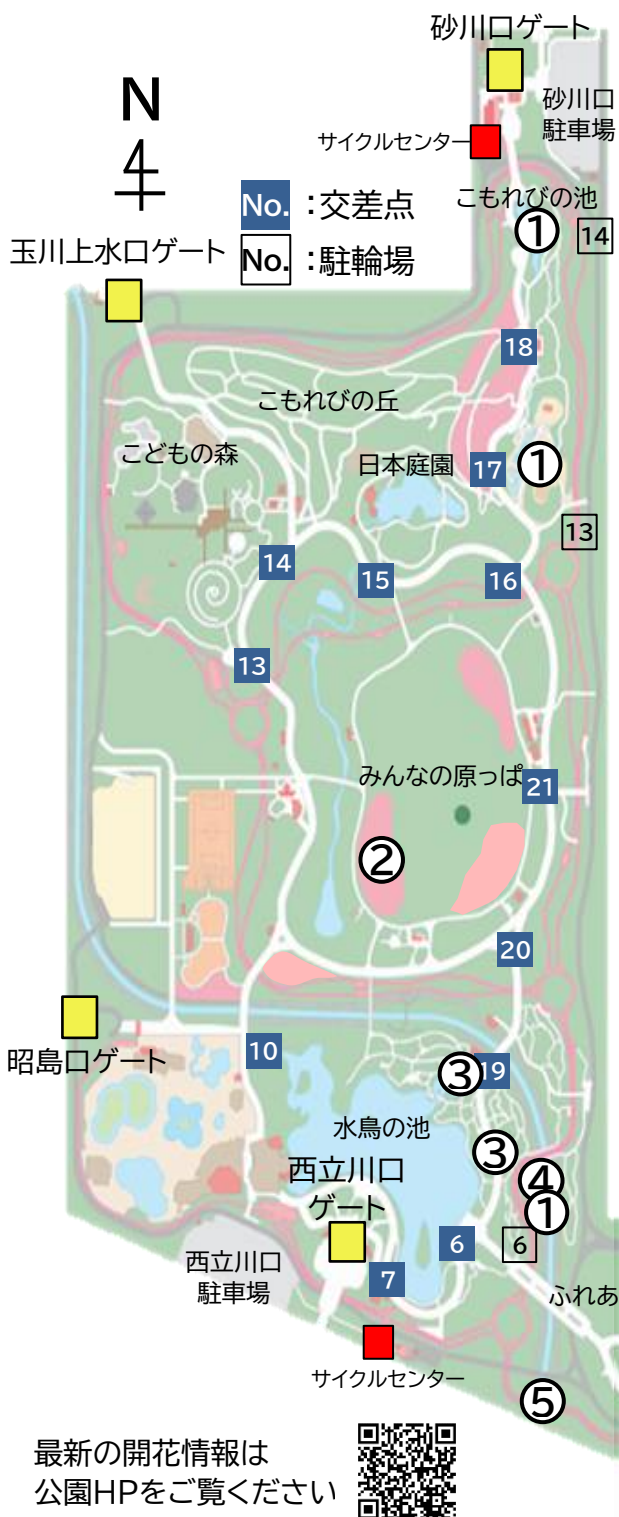 砂川口ゲート
N
砂川口
駐車場
サイクルセンター
No. :交差点
こもれびの池
①
14
No. :駐輪場
玉川上水口ゲート
18
こもれびの丘
こどもの森
日本庭園
17
①
13
14
15
16
13
みんなの原っぱ
21
②
20
昭島口ゲート
10
③
19
水鳥の池
③
西立川口
ゲート
④
①
6
6
西立川口
駐車場
7
ふれあ
サイクルセンター
⑤
最新の開花情報は
公園HPをご覧ください